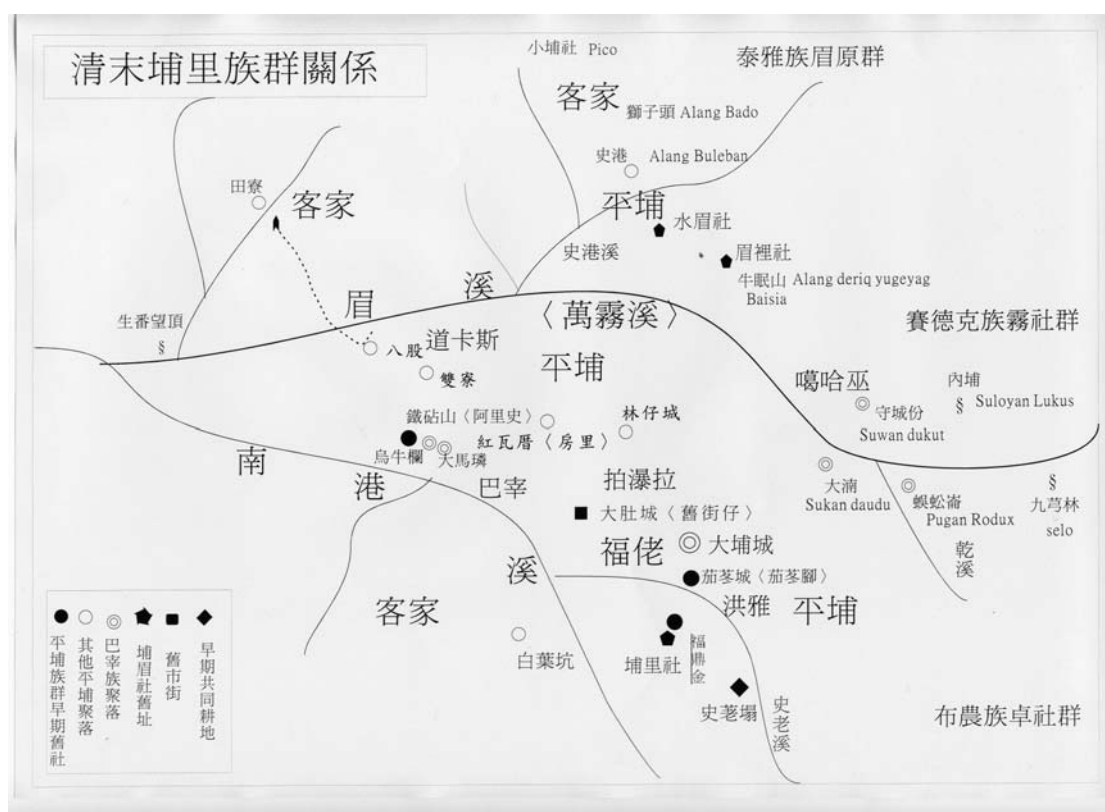 清末埔里族群關係
小埔社 Pico
泰雅族眉原群
客家
獅子頭 Alang Bado
史港 Alang Buleban
田寮
客家
平埔
水眉社
史港溪
眉裡社
牛眠山 Alang deriq yugeyag
Baisia
眉溪
〈萬霧溪〉
生番望頂
§
賽德克族霧社群
八股
道卡斯
平埔
雙寮
噶哈巫
內埔
§ Suloyan Lukus
守城份
Suwan dukut
鐵砧山〈阿里史〉
林仔城
烏牛欄
大馬璘
紅瓦厝〈房里〉
南港溪
巴宰
拍瀑拉
大湳
Sukan daudu
蜈蚣崙
Pugan Rodux
§
九芎林
selo
大肚城〈舊街仔〉
福佬
大埔城
乾溪
茄苳城〈茄苳腳〉
客家
洪雅
平埔
白葉坑
埔里社
福鼎金
史荖塌
史老溪
布農族卓社群
平埔族群早期舊社
其他平埔聚落
巴宰族聚落
埔眉社舊址
舊市街
早期共同耕地